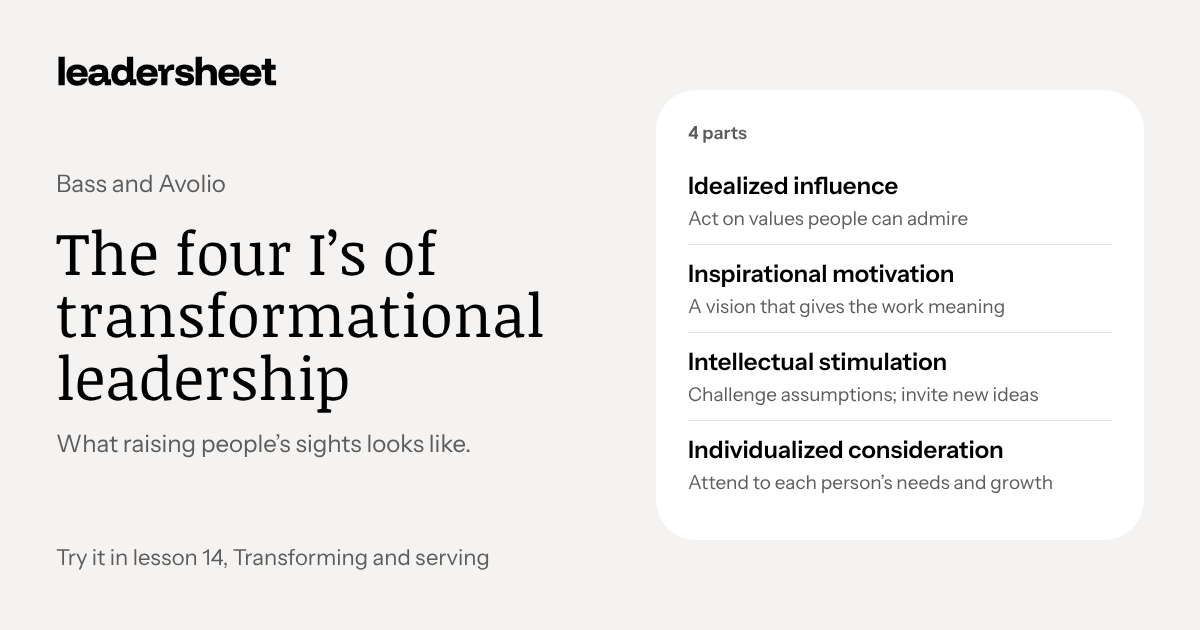 leadersheet
Bass and Avolio
The four I’s of
transformational
leadership
What raising people’s sights looks like.
Try it in lesson 14, Transforming and serving
4 parts
Idealized influence
Act on values people can admire
Inspirational motivation
A vision that gives the work meaning
Intellectual stimulation
Challenge assumptions; invite new ideas
Individualized consideration
Attend to each person’s needs and growth